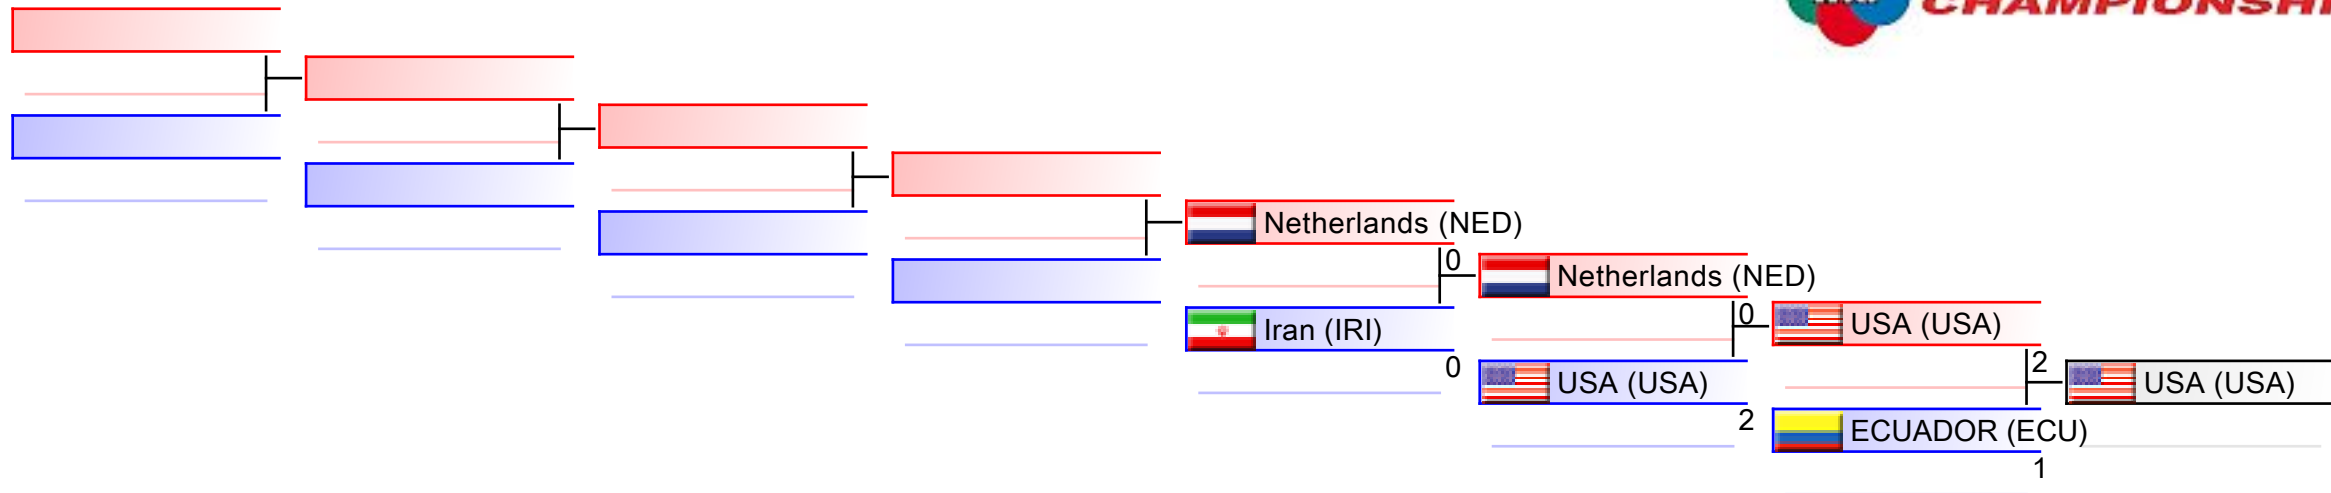 CHAMPIONSHI
Netherlands (NED)
0
Netherlands (NED)
0
Iran (IRI)
0
USA (USA)
2
USA (USA)
2
USA (USA)
ECUADOR (ECU)
1